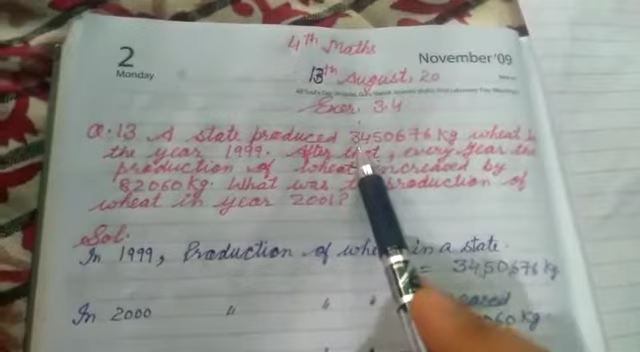 2
Monday
4th Maths
November'09
13th August, 20
Exer. 3.4
Q.13 A state produced 3450676 kg wheat in
the year 1999. After that, every year the
production of wheat increased by
82060 kg. What was the production of
wheat in year 2001?
Sol.
In 1999, Production of wheat in a state.
= 3450676 kg
In 2000 " " "
60 kg